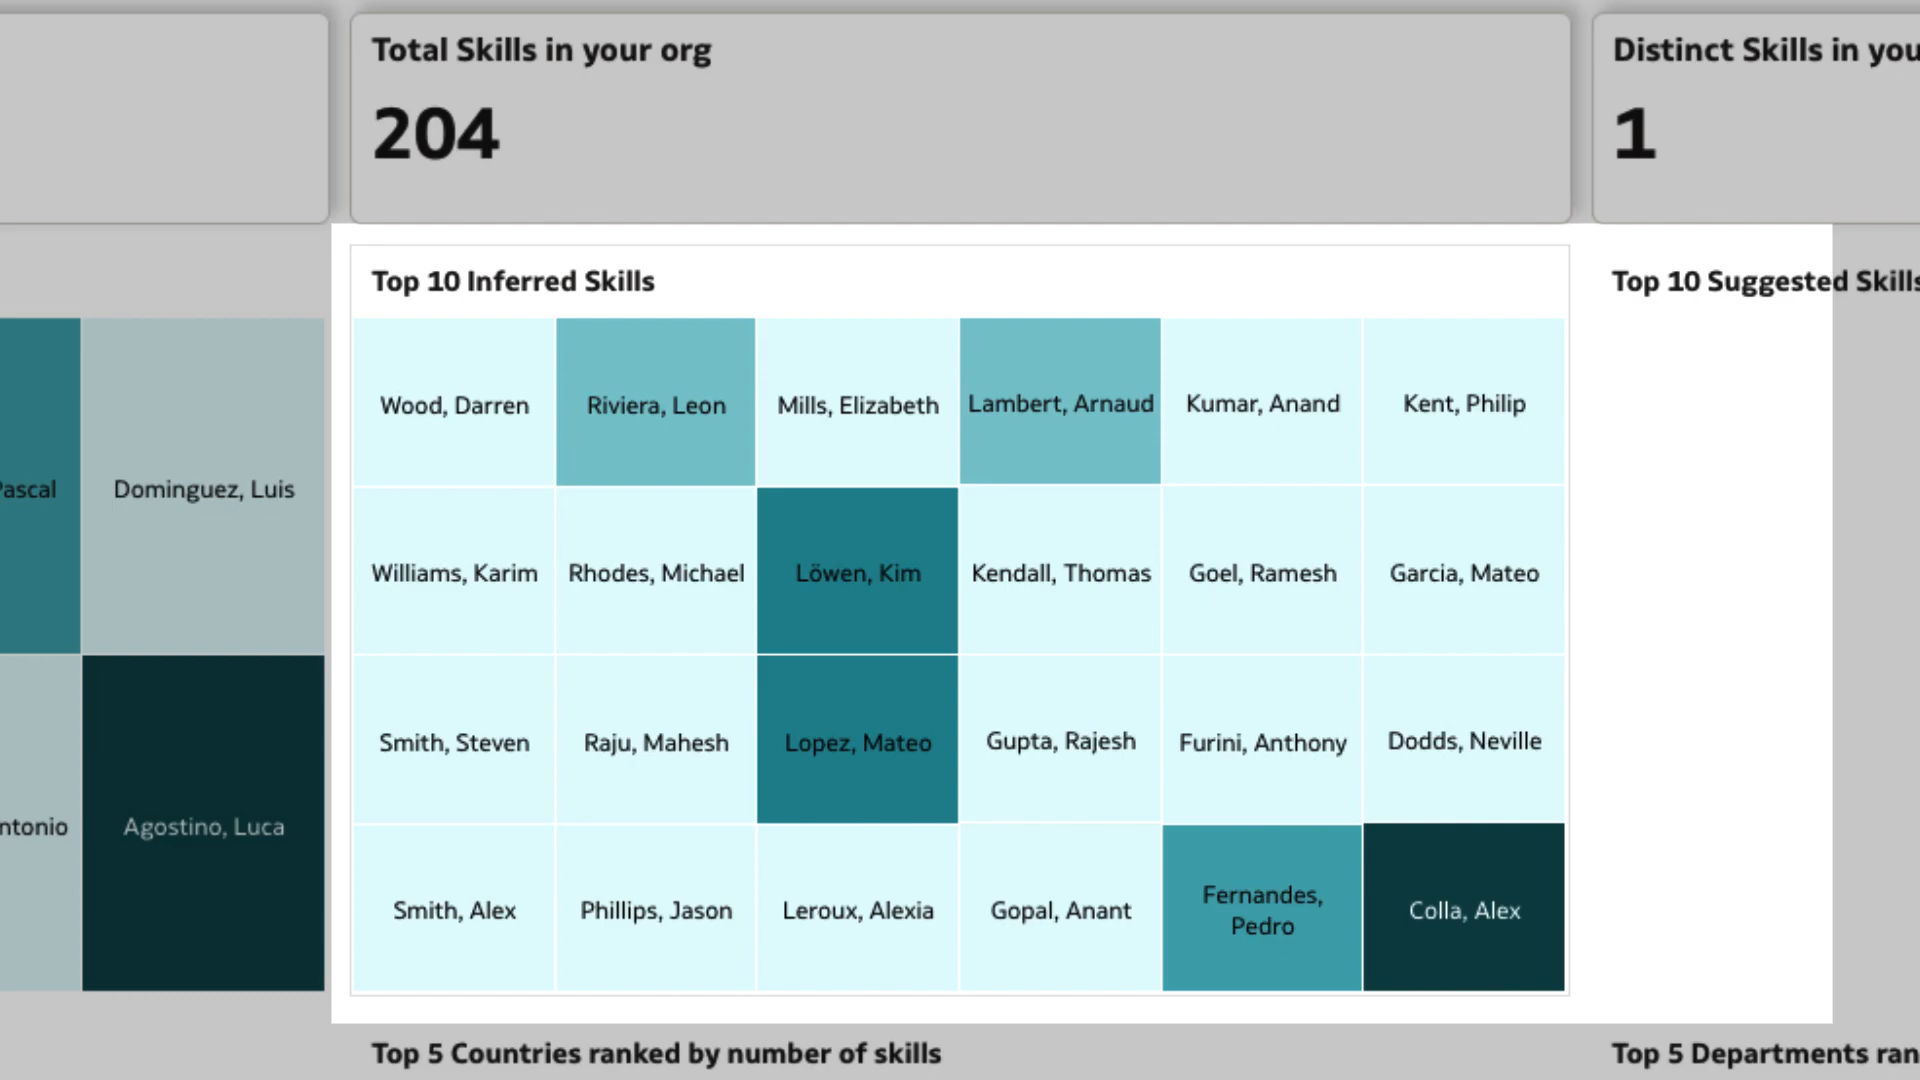 Total Skills in your org
204
Distinct Skills in you
1
Top 10 Inferred Skills
Top 10 Suggested Skills
Wood, Darren
Riviera, Leon
Mills, Elizabeth
Lambert, Arnaud
Kumar, Anand
Kent, Philip
Pascal
Dominguez, Luis
Williams, Karim
Rhodes, Michael
Löwen, Kim
Kendall, Thomas
Goel, Ramesh
Garcia, Mateo
Smith, Steven
Raju, Mahesh
Lopez, Mateo
Gupta, Rajesh
Furini, Anthony
Dodds, Neville
ntonio
Agostino, Luca
Smith, Alex
Phillips, Jason
Leroux, Alexia
Gopal, Anant
Fernandes,
Pedro
Colla, Alex
Top 5 Countries ranked by number of skills
Top 5 Departments ran